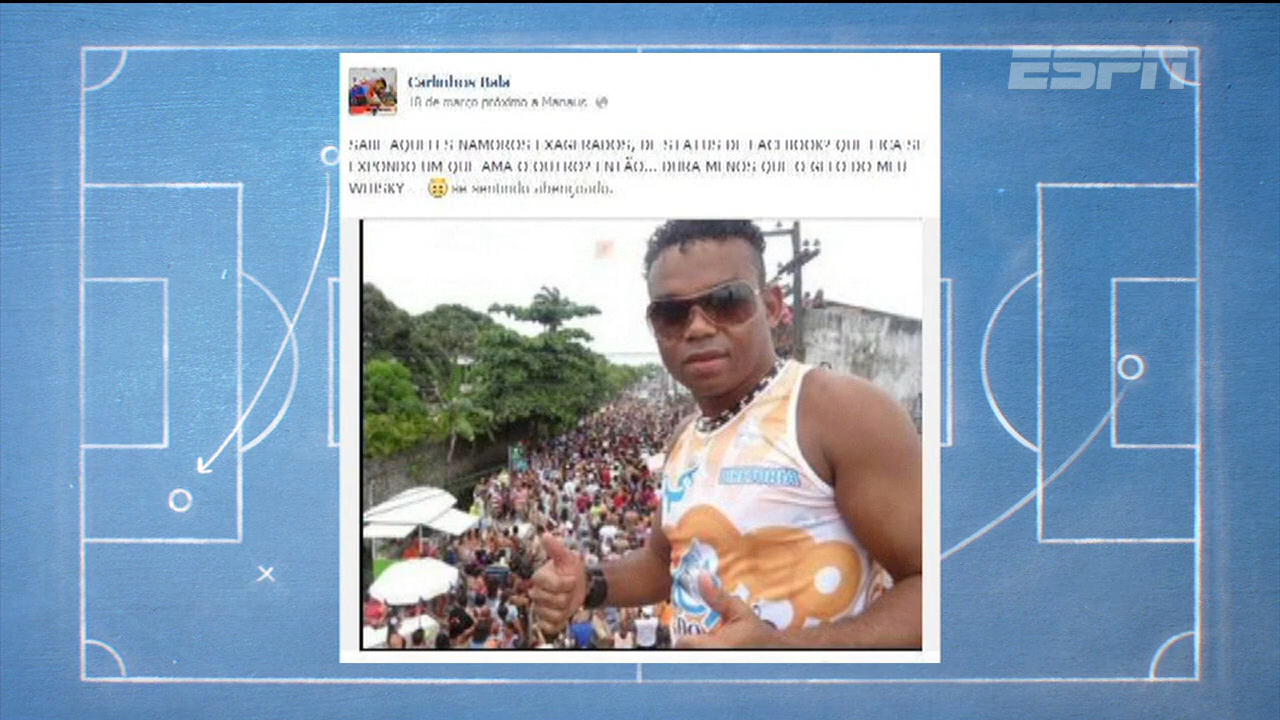 ESPN
Carlinhos Bala
18 de março próximo a Manaus
SABE AQUELES NAMOROS EXAGERADOS, DE STATUS DE FACEBOOK? QUE FICA SE
EXPONDO UM QUE AMA O OUTRO? ENTÃO... DURA MENOS QUE O GELO DO MEU
WHISKY se sentindo abençoado.